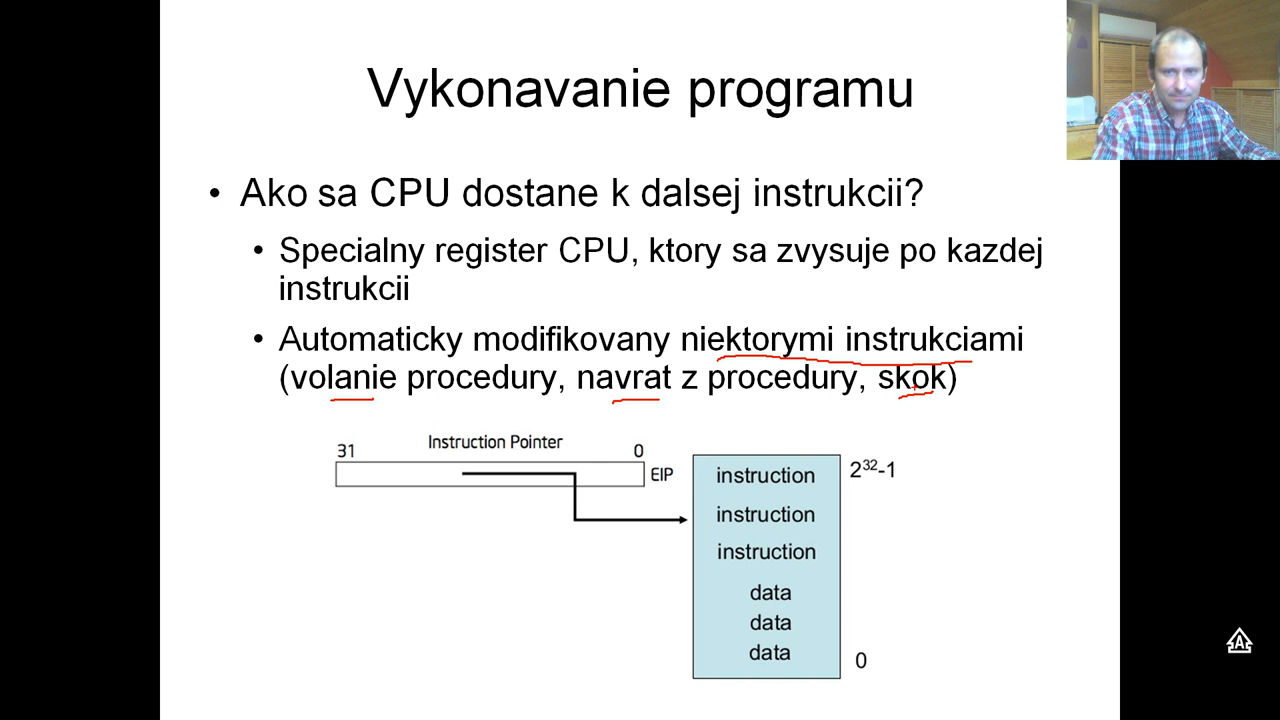 Vykonavanie programu
• Ako sa CPU dostane k dalsej instrukcii?
• Specialny register CPU, ktory sa zvysuje po kazdej
instrukcii
• Automaticky modifikovany niektorymi instrukciami
(volanie procedury, navrat z procedury, skok)
31 Instruction Pointer 0
EIP
instruction 2³²-1
instruction
instruction
data
data
data 0
A